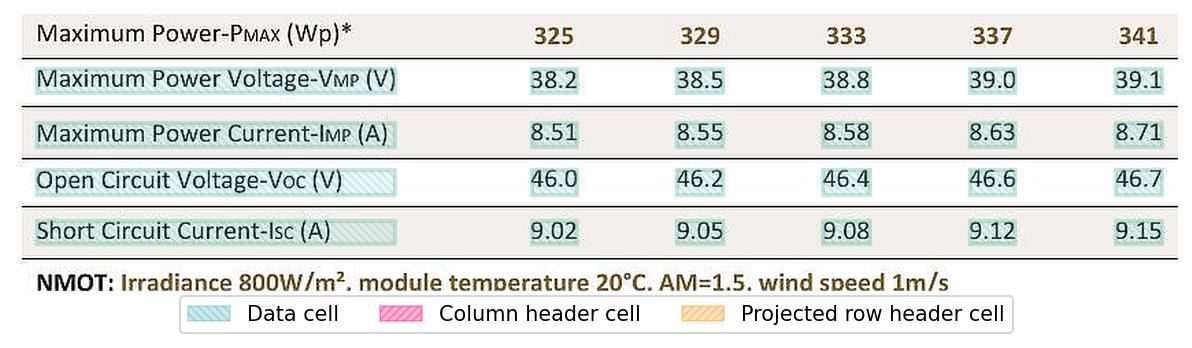 Maximum Power-PMAX (Wp)* 325 329 333 337 341
Maximum Power Voltage-VMP (V) 38.2 38.5 38.8 39.0 39.1
Maximum Power Current-IMP (A) 8.51 8.55 8.58 8.63 8.71
Open Circuit Voltage-VOC (V) 46.0 46.2 46.4 46.6 46.7
Short Circuit Current-ISC (A) 9.02 9.05 9.08 9.12 9.15
NMOT: Irradiance 800W/m², module temperature 20°C, AM=1.5, wind speed 1m/s
Data cell Column header cell Projected row header cell